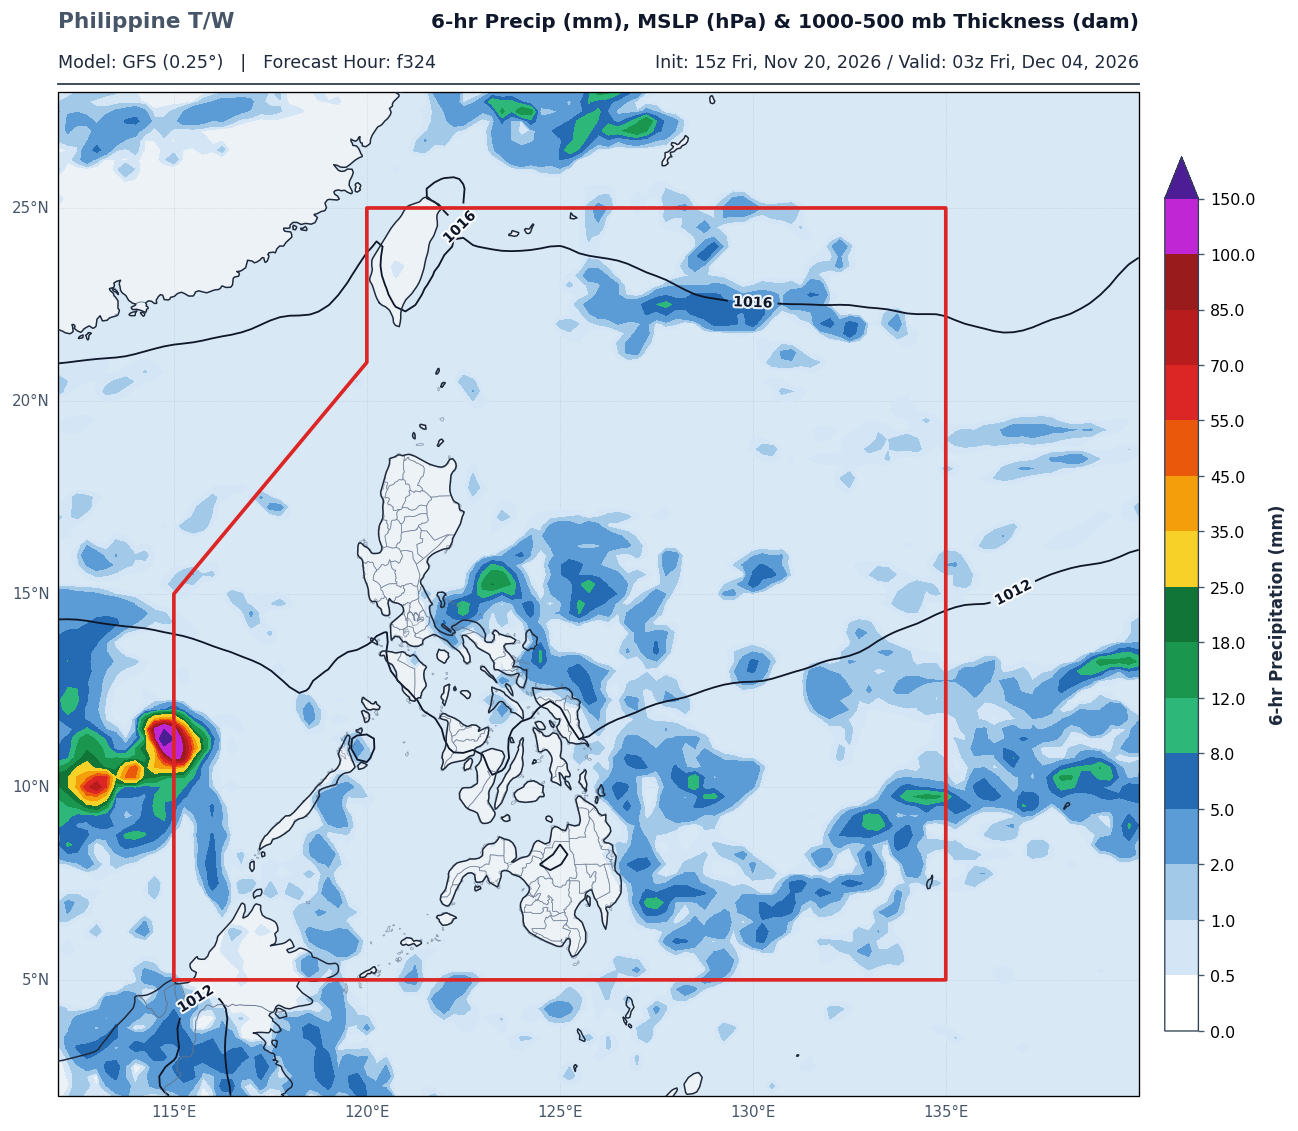 Philippine T/W
6-hr Precip (mm), MSLP (hPa) & 1000-500 mb Thickness (dam)
Model: GFS (0.25°) | Forecast Hour: f324
Init: 15z Fri, Nov 20, 2026 / Valid: 03z Fri, Dec 04, 2026
25°N
20°N
15°N
10°N
5°N
1016
1016
1012
1012
115°E
120°E
125°E
130°E
135°E
150.0
100.0
85.0
70.0
55.0
45.0
35.0
25.0
18.0
12.0
8.0
5.0
2.0
1.0
0.5
0.0
6-hr Precipitation (mm)